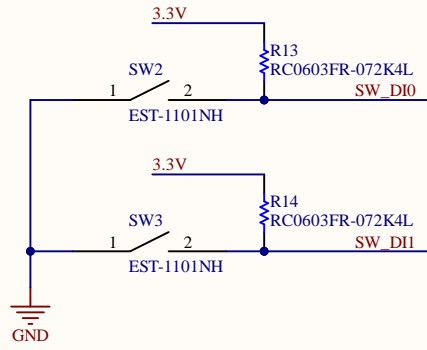 3.3V
R13
RC0603FR-072K4L
SW2
1 2
SW_DI0
EST-1101NH
3.3V
R14
RC0603FR-072K4L
SW3
1 2
SW_DI1
EST-1101NH
GND